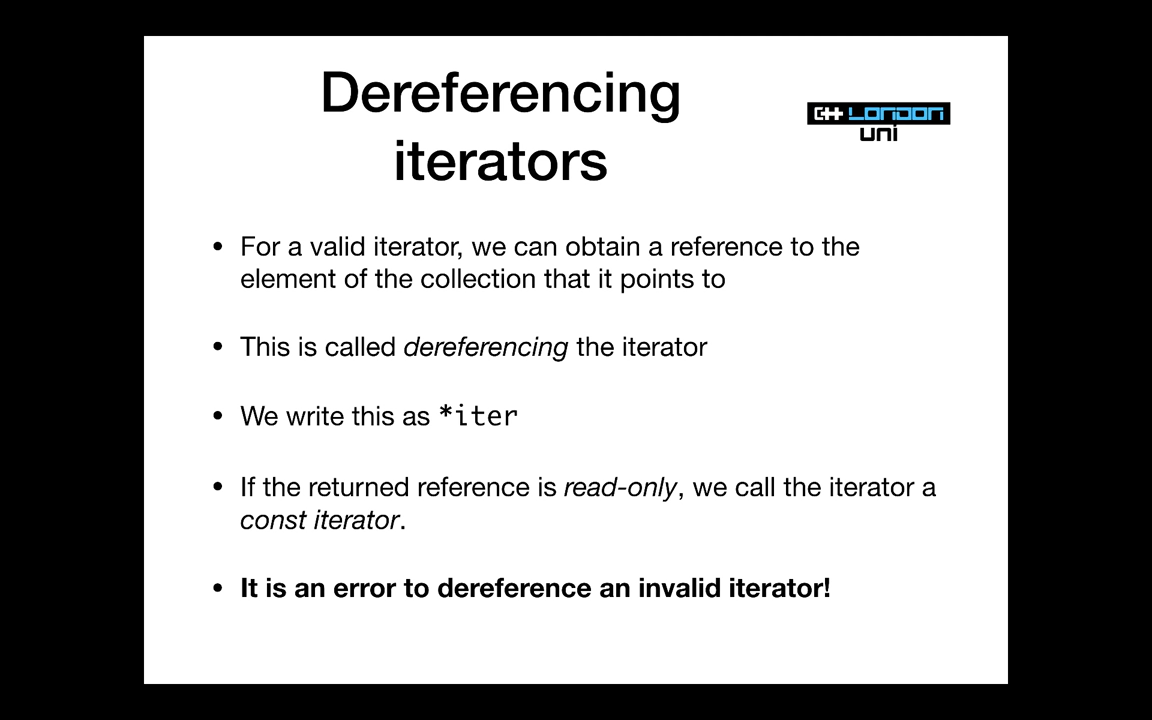 Dereferencing
iterators
C++ London
uni
• For a valid iterator, we can obtain a reference to the
element of the collection that it points to
• This is called dereferencing the iterator
• We write this as *iter
• If the returned reference is read-only, we call the iterator a
const iterator.
• It is an error to dereference an invalid iterator!